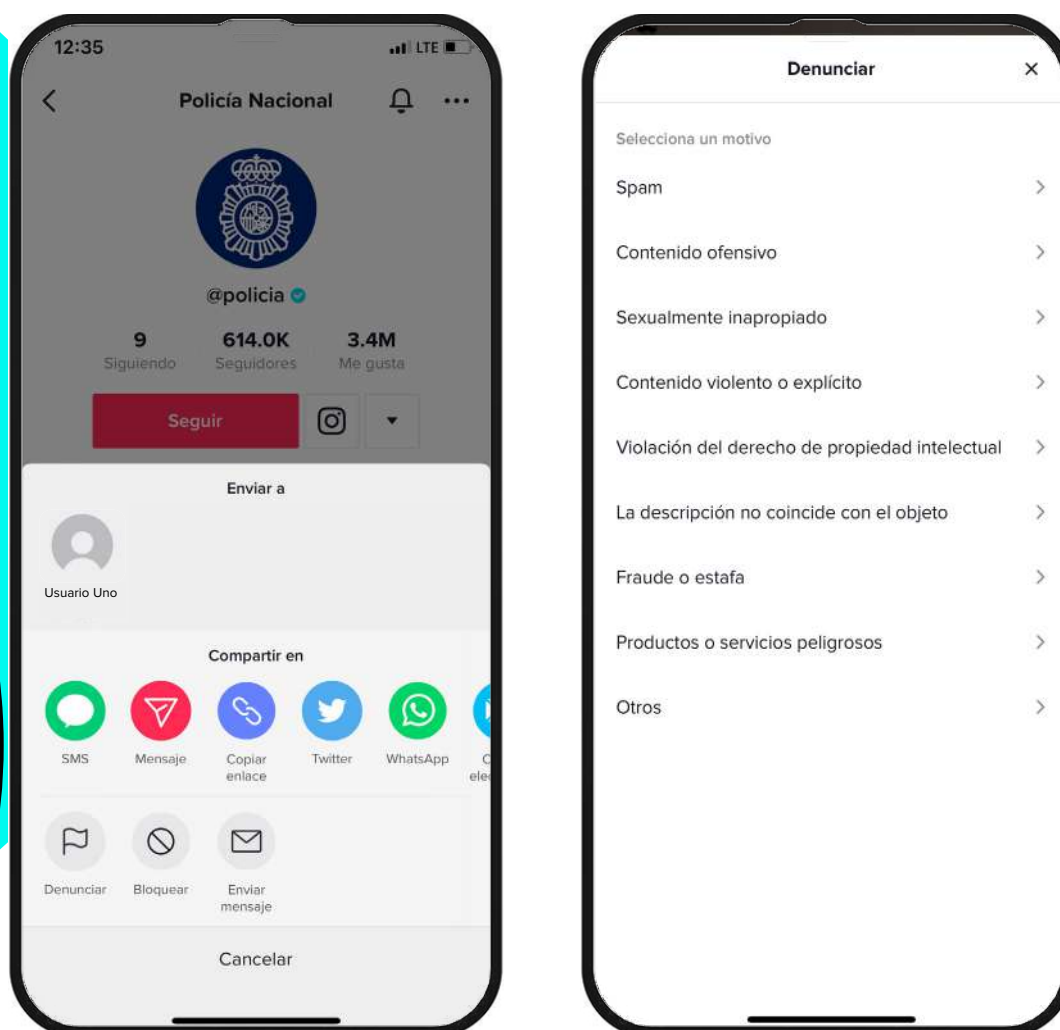 12:35
LTE
Policía Nacional
@policia
9 614.0K 3.4M
Siguiendo Seguidores Me gusta
Seguir
Enviar a
Usuario Uno
Compartir en
SMS Mensaje Copiar enlace Twitter WhatsApp
Denunciar Bloquear Enviar mensaje
Cancelar
Denunciar
Selecciona un motivo
Spam
Contenido ofensivo
Sexualmente inapropiado
Contenido violento o explícito
Violación del derecho de propiedad intelectual
La descripción no coincide con el objeto
Fraude o estafa
Productos o servicios peligrosos
Otros